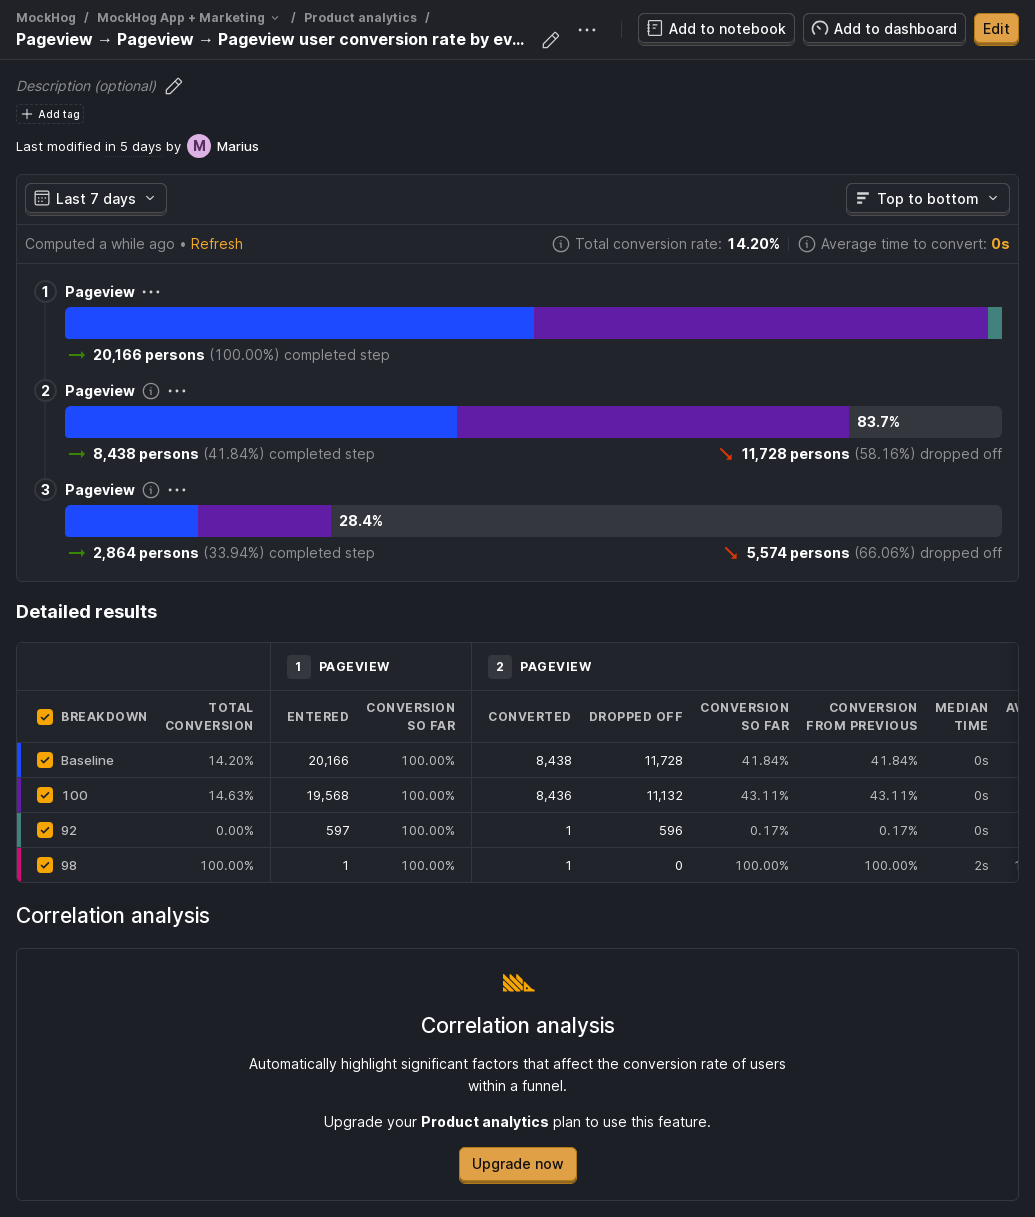 MockHog / MockHog App + Marketing / Product analytics /
Pageview → Pageview → Pageview user conversion rate by ev...
Add to notebook
Add to dashboard
Edit
Description (optional)
Add tag
Last modified in 5 days by M Marius
Last 7 days
Top to bottom
Computed a while ago • Refresh
Total conversion rate: 14.20%
Average time to convert: 0s
1 Pageview
20,166 persons (100.00%) completed step
2 Pageview
83.7%
8,438 persons (41.84%) completed step
11,728 persons (58.16%) dropped off
3 Pageview
28.4%
2,864 persons (33.94%) completed step
5,574 persons (66.06%) dropped off
Detailed results
1 PAGEVIEW
2 PAGEVIEW
BREAKDOWN
TOTAL CONVERSION
ENTERED
CONVERSION SO FAR
CONVERTED
DROPPED OFF
CONVERSION SO FAR
CONVERSION FROM PREVIOUS
MEDIAN TIME
Baseline 14.20% 20,166 100.00% 8,438 11,728 41.84% 41.84% 0s
100 14.63% 19,568 100.00% 8,436 11,132 43.11% 43.11% 0s
92 0.00% 597 100.00% 1 596 0.17% 0.17% 0s
98 100.00% 1 100.00% 1 0 100.00% 100.00% 2s
Correlation analysis
Correlation analysis
Automatically highlight significant factors that affect the conversion rate of users
within a funnel.
Upgrade your Product analytics plan to use this feature.
Upgrade now